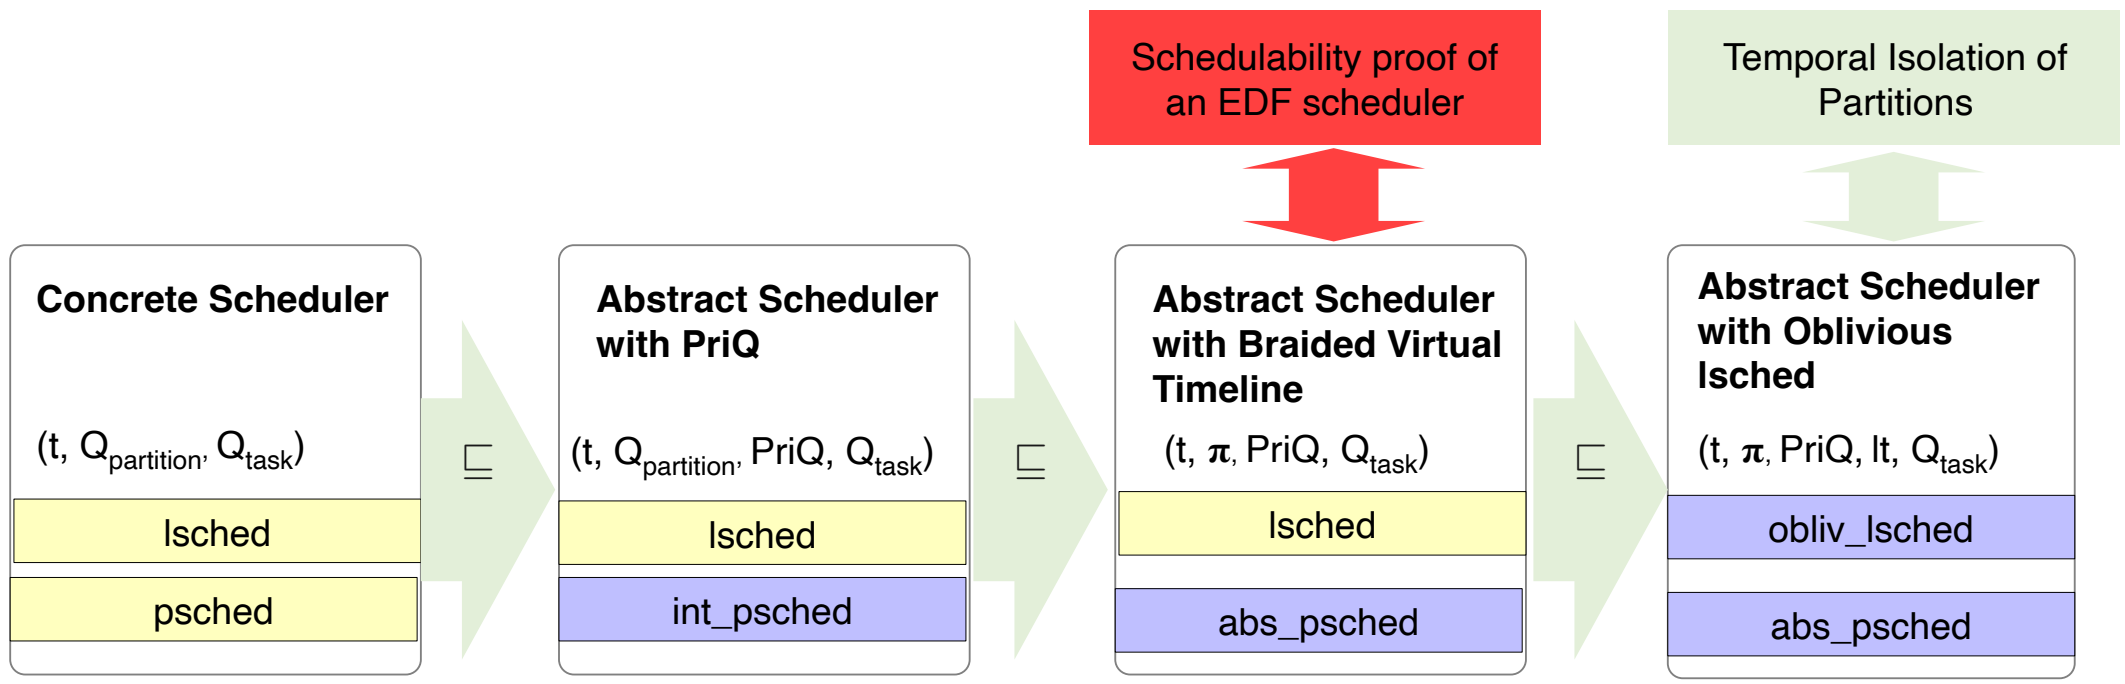 Schedulability proof of
an EDF scheduler
Temporal Isolation of
Partitions
Concrete Scheduler
(t, Qpartition, Qtask)
lsched
psched
⊑
Abstract Scheduler
with PriQ
(t, Qpartition, PriQ, Qtask)
lsched
int_psched
⊑
Abstract Scheduler
with Braided Virtual
Timeline
(t, π, PriQ, Qtask)
lsched
abs_psched
⊑
Abstract Scheduler
with Oblivious
lsched
(t, π, PriQ, lt, Qtask)
obliv_lsched
abs_psched